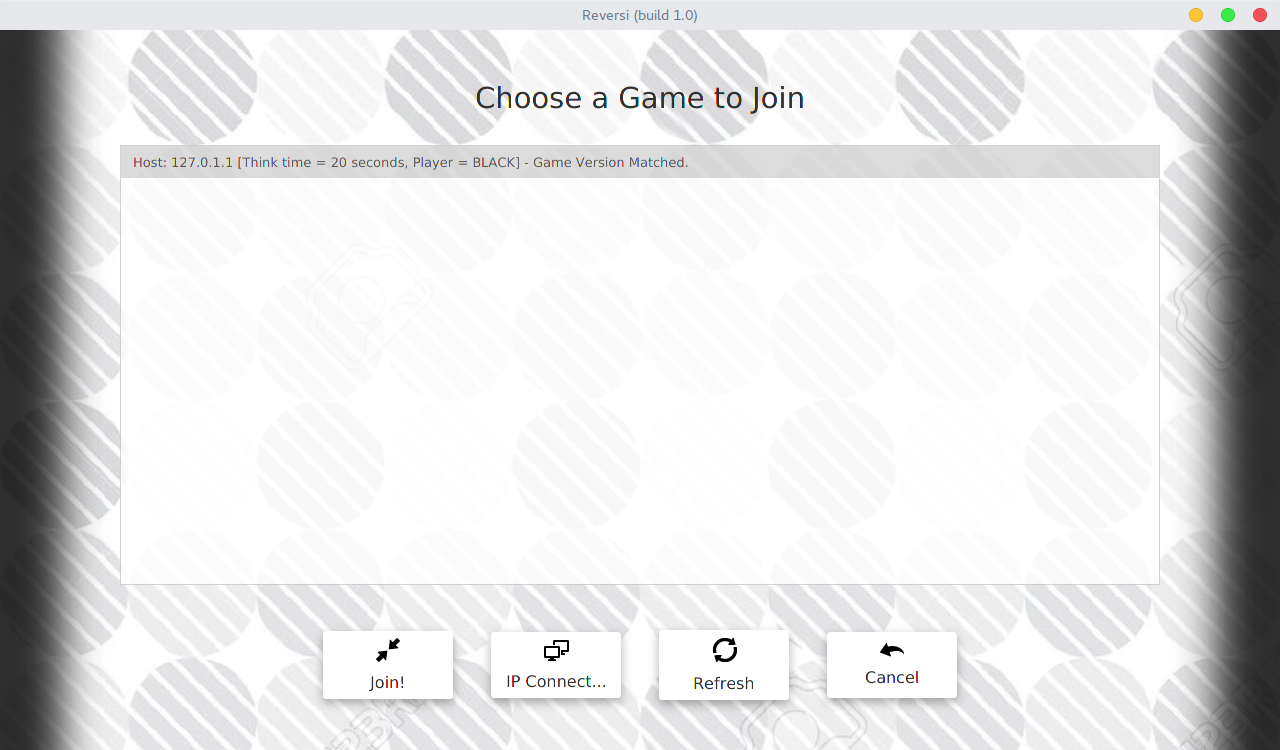 Reversi (build 1.0)
Choose a Game to Join
Host: 127.0.1.1 [Think time = 20 seconds, Player = BLACK] - Game Version Matched.
Join!
IP Connect...
Refresh
Cancel